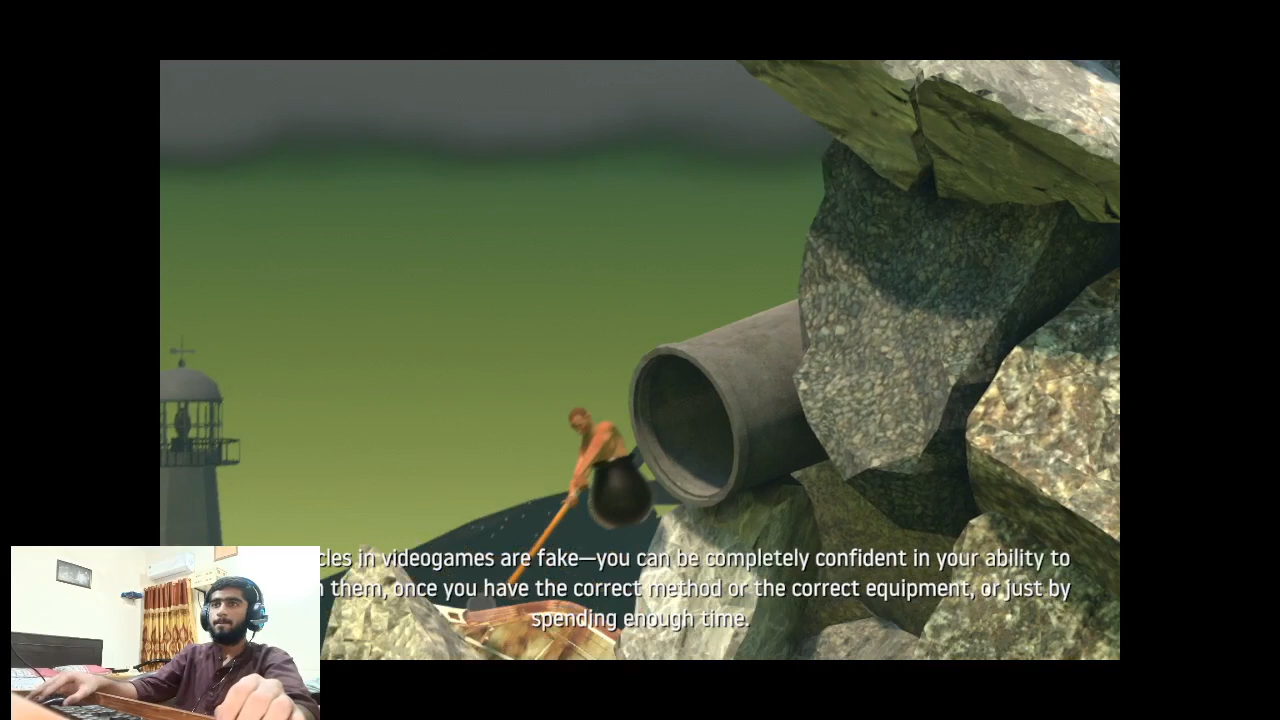 cles in videogames are fake—you can be completely confident in your ability to
them, once you have the correct method or the correct equipment, or just by
spending enough time.